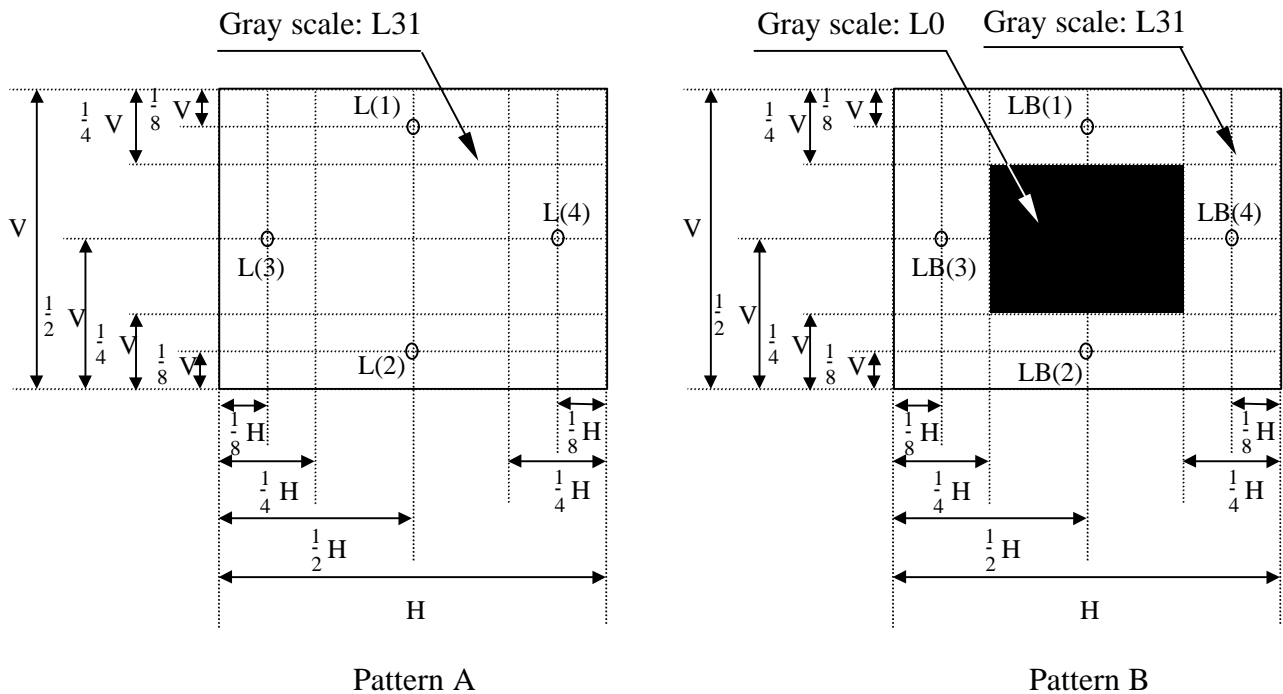 Gray scale: L31
Gray scale: L0 Gray scale: L31
1/4 V 1/8 V L(1)
1/4 V 1/8 V LB(1)
V L(4)
V LB(4)
L(3)
LB(3)
1/2 V 1/4 V 1/8 V L(2)
1/2 V 1/4 V 1/8 V LB(2)
1/8 H 1/8 H
1/8 H 1/8 H
1/4 H 1/4 H
1/4 H 1/4 H
1/2 H
1/2 H
H
H
Pattern A
Pattern B